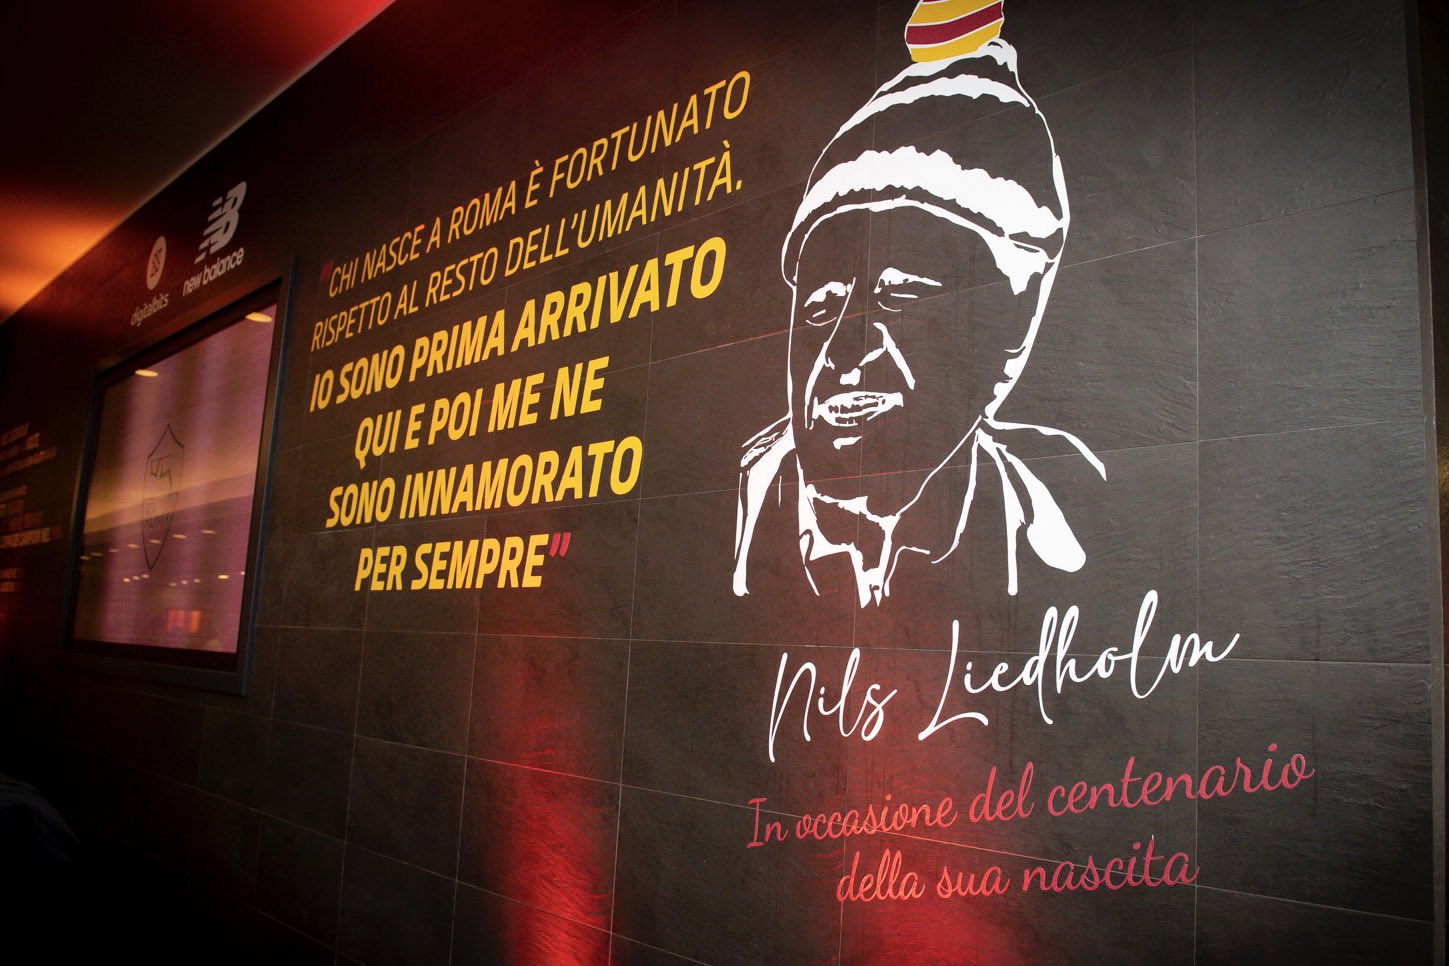 "CHI NASCE A ROMA È FORTUNATO
RISPETTO AL RESTO DELL'UMANITÀ.
IO SONO PRIMA ARRIVATO
QUI E POI ME NE
SONO INNAMORATO
PER SEMPRE"
digitalbits
new balance
Nils Liedholm
In occasione del centenario
della sua nascita